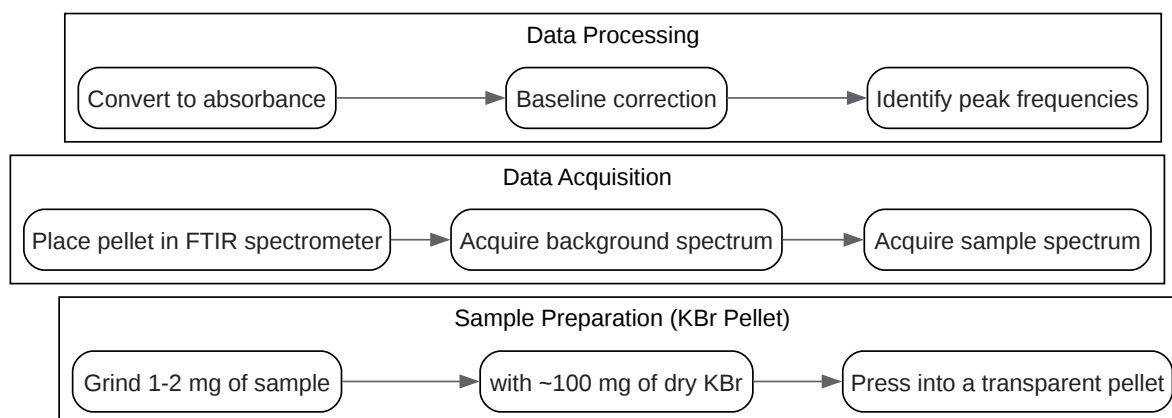 Data Processing
Convert to absorbance
Baseline correction
Identify peak frequencies
Data Acquisition
Place pellet in FTIR spectrometer
Acquire background spectrum
Acquire sample spectrum
Sample Preparation (KBr Pellet)
Grind 1-2 mg of sample
with ~100 mg of dry KBr
Press into a transparent pellet